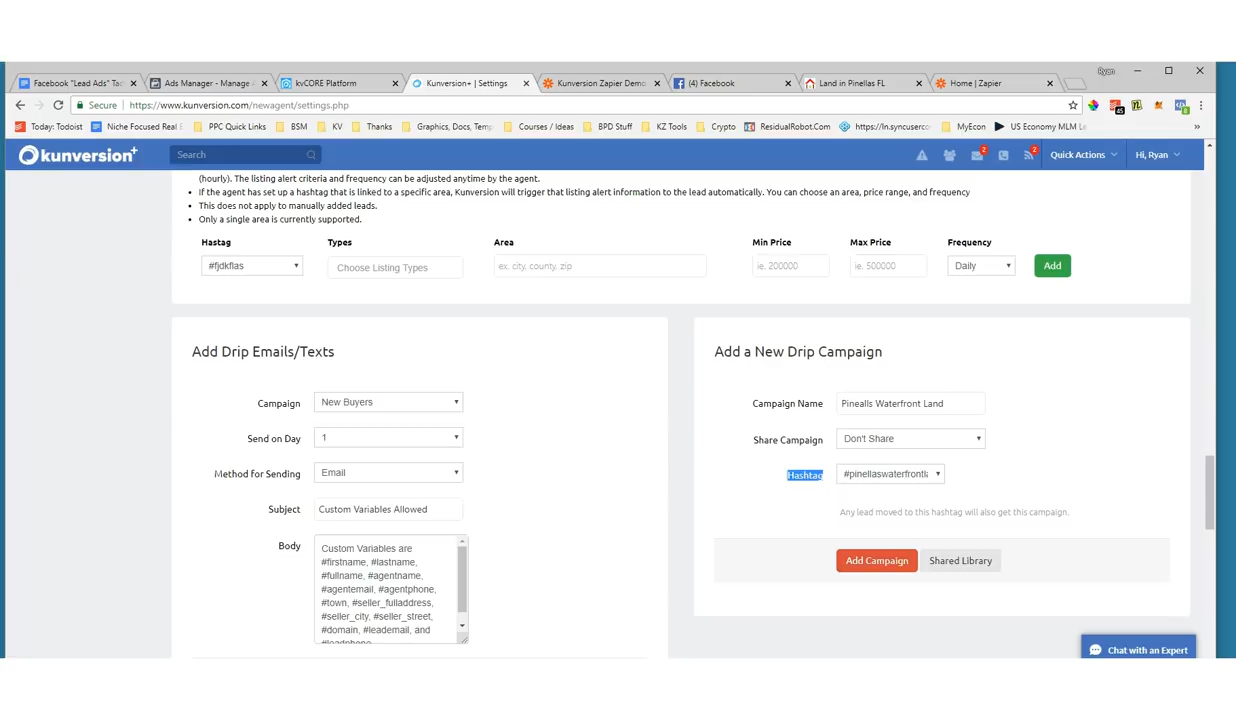 Facebook "Lead Ads" Tac
Ads Manager - Manage A
kvCORE Platform
Kunversion+ | Settings
Kunversion Zapier Demo
(4) Facebook
Land in Pinellas FL
Home | Zapier
Ryan
Secure
https://www.kunversion.com/newagent/settings.php
45
Today: Todoist
Niche Focused Real E
PPC Quick Links
BSM
KV
Thanks
Graphics, Docs, Temp
Courses / Ideas
BPD Stuff
KZ Tools
Crypto
ResidualRobot.Com
https://ln.syncuserco
MyEcon
US Economy MLM Le
»
kunversion+
Search
2
2
Quick Actions
Hi, Ryan
(hourly). The listing alert criteria and frequency can be adjusted anytime by the agent.
If the agent has set up a hashtag that is linked to a specific area, Kunversion will trigger that listing alert information to the lead automatically. You can choose an area, price range, and frequency
This does not apply to manually added leads.
Only a single area is currently supported.
Hastag
Types
Area
Min Price
Max Price
Frequency
#fjdkflas
Choose Listing Types
ex. city, county, zip
ie. 200000
ie. 500000
Daily
Add
Add Drip Emails/Texts
Campaign
New Buyers
Send on Day
1
Method for Sending
Email
Subject
Custom Variables Allowed
Body
Custom Variables are
#firstname, #lastname,
#fullname, #agentname,
#agentemail, #agentphone,
#town, #seller_fulladdress,
#seller_city, #seller_street,
#domain, #leademail, and
#leadphone
Add a New Drip Campaign
Campaign Name
Pinealls Waterfront Land
Share Campaign
Don't Share
Hashtag
#pinellaswaterfrontla
Any lead moved to this hashtag will also get this campaign.
Add Campaign
Shared Library
Chat with an Expert